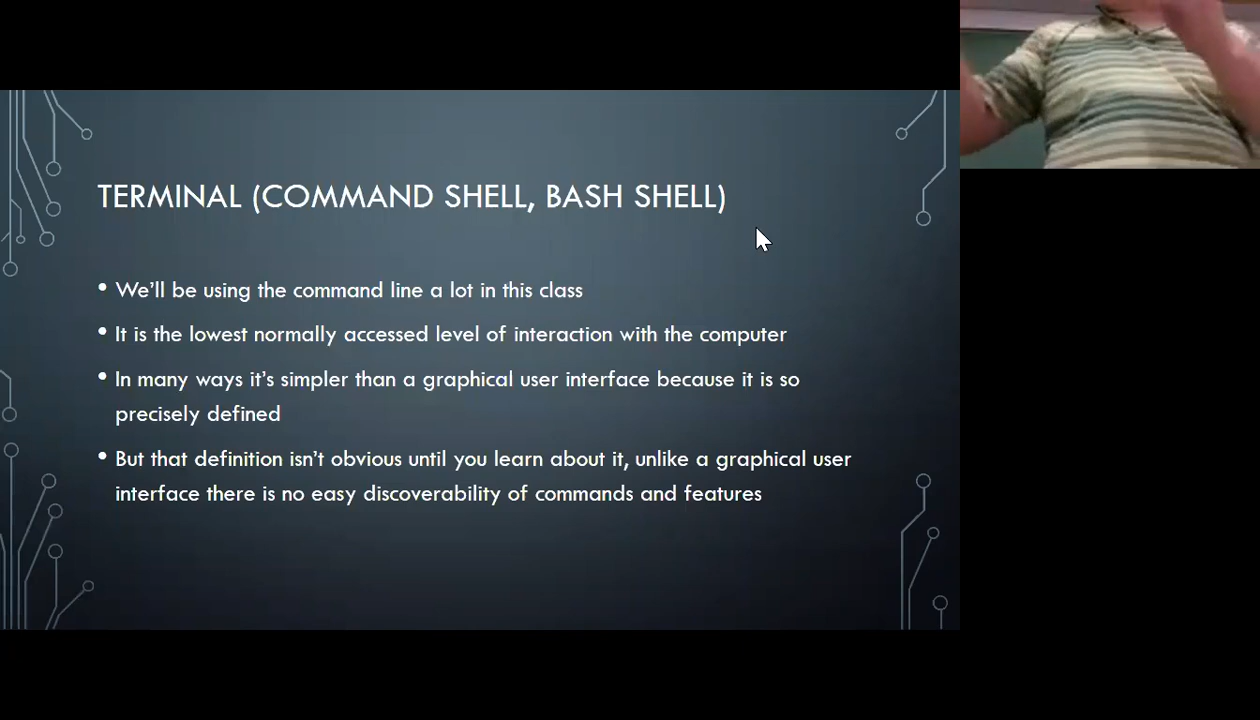 TERMINAL (COMMAND SHELL, BASH SHELL)
• We'll be using the command line a lot in this class
• It is the lowest normally accessed level of interaction with the computer
• In many ways it's simpler than a graphical user interface because it is so
precisely defined
• But that definition isn't obvious until you learn about it, unlike a graphical user
interface there is no easy discoverability of commands and features